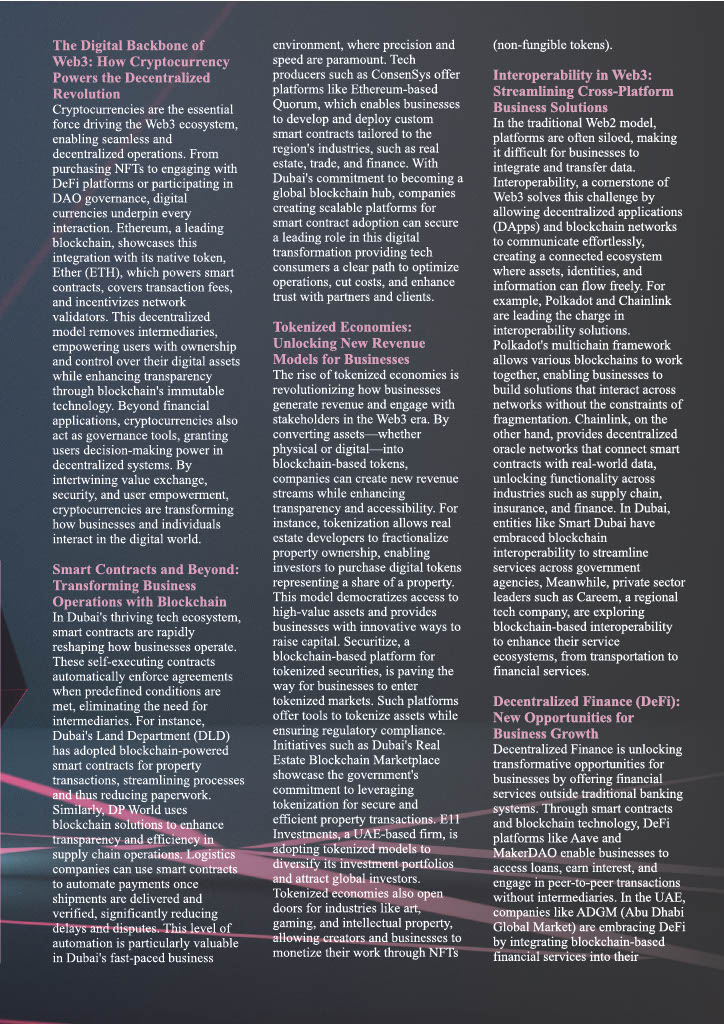 The Digital Backbone of
Web3: How Cryptocurrency
Powers the Decentralized
Revolution
Cryptocurrencies are the essential
force driving the Web3 ecosystem,
enabling seamless and
decentralized operations. From
purchasing NFTs to engaging with
DeFi platforms or participating in
DAO governance, digital
currencies underpin every
interaction. Ethereum, a leading
blockchain, showcases this
integration with its native token,
Ether (ETH), which powers smart
contracts, covers transaction fees,
and incentivizes network
validators. This decentralized
model removes intermediaries,
empowering users with ownership
and control over their digital assets
while enhancing transparency
through blockchain's immutable
technology. Beyond financial
applications, cryptocurrencies also
act as governance tools, granting
users decision-making power in
decentralized systems. By
intertwining value exchange,
security, and user empowerment,
cryptocurrencies are transforming
how businesses and individuals
interact in the digital world.
Smart Contracts and Beyond:
Transforming Business
Operations with Blockchain
In Dubai's thriving tech ecosystem,
smart contracts are rapidly
reshaping how businesses operate.
These self-executing contracts
automatically enforce agreements
when predefined conditions are
met, eliminating the need for
intermediaries. For instance,
Dubai's Land Department (DLD)
has adopted blockchain-powered
smart contracts for property
transactions, streamlining processes
and thus reducing paperwork.
Similarly, DP World uses
blockchain solutions to enhance
transparency and efficiency in
supply chain operations. Logistics
companies can use smart contracts
to automate payments once
shipments are delivered and
verified, significantly reducing
delays and disputes. This level of
automation is particularly valuable
in Dubai's fast-paced business
environment, where precision and
speed are paramount. Tech
producers such as ConsenSys offer
platforms like Ethereum-based
Quorum, which enables businesses
to develop and deploy custom
smart contracts tailored to the
region's industries, such as real
estate, trade, and finance. With
Dubai's commitment to becoming a
global blockchain hub, companies
creating scalable platforms for
smart contract adoption can secure
a leading role in this digital
transformation providing tech
consumers a clear path to optimize
operations, cut costs, and enhance
trust with partners and clients.
Tokenized Economies:
Unlocking New Revenue
Models for Businesses
The rise of tokenized economies is
revolutionizing how businesses
generate revenue and engage with
stakeholders in the Web3 era. By
converting assets—whether
physical or digital—into
blockchain-based tokens,
companies can create new revenue
streams while enhancing
transparency and accessibility. For
instance, tokenization allows real
estate developers to fractionalize
property ownership, enabling
investors to purchase digital tokens
representing a share of a property.
This model democratizes access to
high-value assets and provides
businesses with innovative ways to
raise capital. Securitize, a
blockchain-based platform for
tokenized securities, is paving the
way for businesses to enter
tokenized markets. Such platforms
offer tools to tokenize assets while
ensuring regulatory compliance.
Initiatives such as Dubai's Real
Estate Blockchain Marketplace
showcase the government's
commitment to leveraging
tokenization for secure and
efficient property transactions. E11
Investments, a UAE-based firm, is
adopting tokenized models to
diversify its investment portfolios
and attract global investors.
Tokenized economies also open
doors for industries like art,
gaming, and intellectual property,
allowing creators and businesses to
monetize their work through NFTs
(non-fungible tokens).
Interoperability in Web3:
Streamlining Cross-Platform
Business Solutions
In the traditional Web2 model,
platforms are often siloed, making
it difficult for businesses to
integrate and transfer data.
Interoperability, a cornerstone of
Web3 solves this challenge by
allowing decentralized applications
(DApps) and blockchain networks
to communicate effortlessly,
creating a connected ecosystem
where assets, identities, and
information can flow freely. For
example, Polkadot and Chainlink
are leading the charge in
interoperability solutions.
Polkadot's multichain framework
allows various blockchains to work
together, enabling businesses to
build solutions that interact across
networks without the constraints of
fragmentation. Chainlink, on the
other hand, provides decentralized
oracle networks that connect smart
contracts with real-world data,
unlocking functionality across
industries such as supply chain,
insurance, and finance. In Dubai,
entities like Smart Dubai have
embraced blockchain
interoperability to streamline
services across government
agencies, Meanwhile, private sector
leaders such as Careem, a regional
tech company, are exploring
blockchain-based interoperability
to enhance their service
ecosystems, from transportation to
financial services.
Decentralized Finance (DeFi):
New Opportunities for
Business Growth
Decentralized Finance is unlocking
transformative opportunities for
businesses by offering financial
services outside traditional banking
systems. Through smart contracts
and blockchain technology, DeFi
platforms like Aave and
MakerDAO enable businesses to
access loans, earn interest, and
engage in peer-to-peer transactions
without intermediaries. In the UAE,
companies like ADGM (Abu Dhabi
Global Market) are embracing DeFi
by integrating blockchain-based
financial services into their